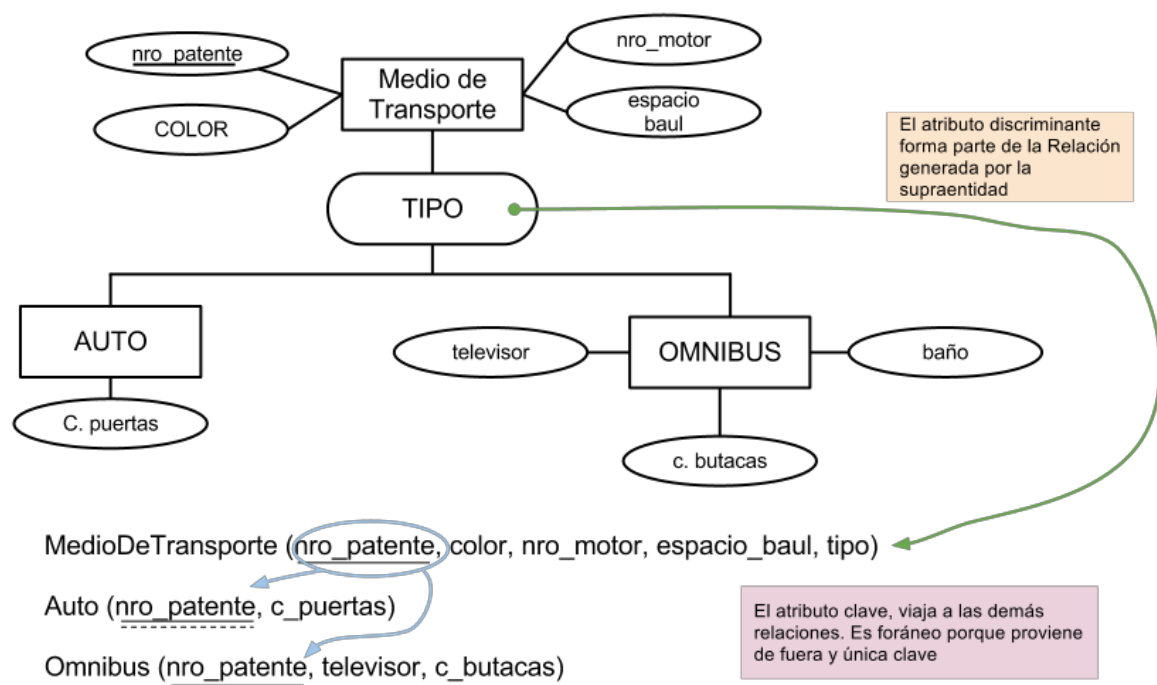 nro_patente
COLOR
Medio de
Transporte
nro_motor
espacio
baul
El atributo discriminante
forma parte de la Relación
generada por la
supraentidad
TIPO
AUTO
C. puertas
televisor
OMNIBUS
baño
c. butacas
MedioDeTransporte (nro_patente, color, nro_motor, espacio_baul, tipo)
Auto (nro_patente, c_puertas)
Omnibus (nro_patente, televisor, c_butacas)
El atributo clave, viaja a las demás
relaciones. Es foráneo porque proviene
de fuera y única clave